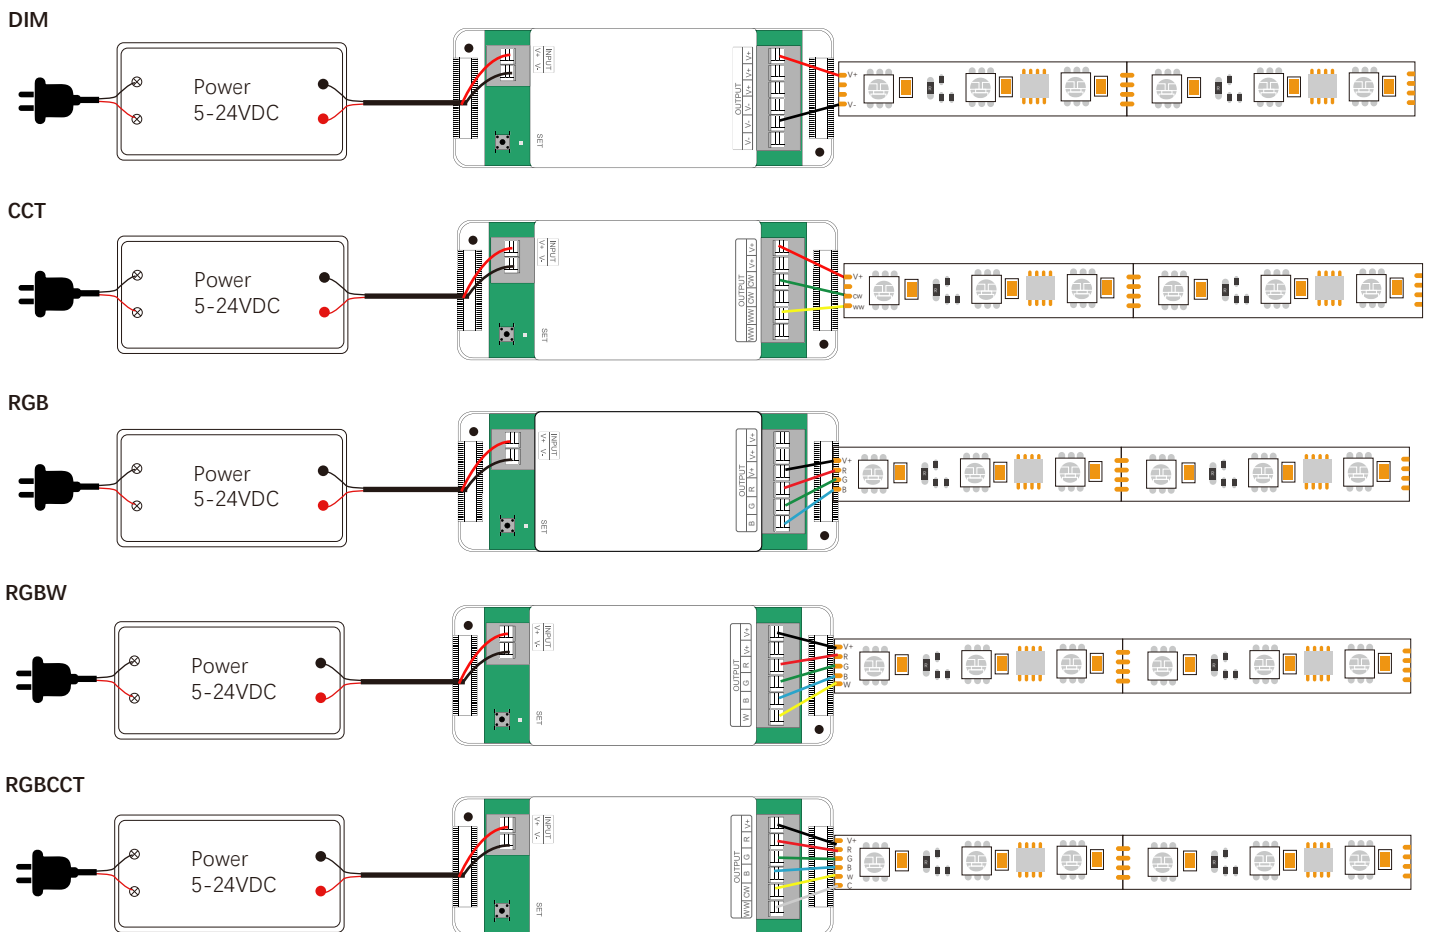 DIM
Power
5-24VDC
INPUT
V+ V-
SET
OUTPUT
V+ V+ V+ V- V- V-
V+
V-
CCT
Power
5-24VDC
INPUT
V+ V-
SET
OUTPUT
V+ V+ CW CW WW WW
V+
CW
WW
RGB
Power
5-24VDC
INPUT
V+ V-
SET
OUTPUT
V+ V+ V+ R G B
V+
R
G
B
RGBW
Power
5-24VDC
INPUT
V+ V-
SET
OUTPUT
V+ V+ R G B W
V+
R
G
B
W
RGBCCT
Power
5-24VDC
INPUT
V+ V-
SET
OUTPUT
V+ R G B CW WW
V+
R
G
B
W
C